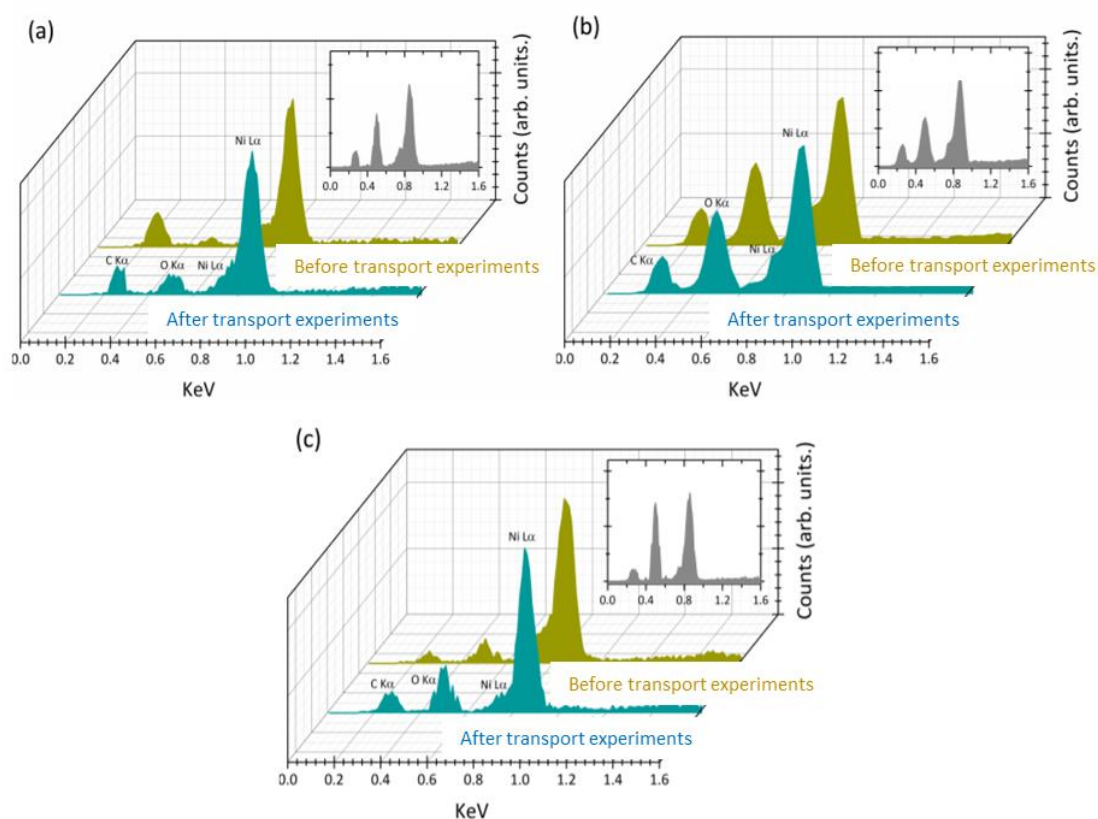 (a)
Counts (arb. units.)
0.0 0.4 0.8 1.2 1.6
Ni Lα
C Kα
O Kα
Ni Lα
Before transport experiments
After transport experiments
0.0 0.2 0.4 0.6 0.8 1.0 1.2 1.4 1.6
KeV
(b)
Counts (arb. units.)
0.0 0.4 0.8 1.2 1.6
Ni Lα
O Kα
C Kα
Ni Lα
Before transport experiments
After transport experiments
0.0 0.2 0.4 0.6 0.8 1.0 1.2 1.4 1.6
KeV
(c)
Counts (arb. units.)
0.0 0.4 0.8 1.2 1.6
Ni Lα
C Kα
O Kα
Ni Lα
Before transport experiments
After transport experiments
0.0 0.2 0.4 0.6 0.8 1.0 1.2 1.4 1.6
KeV